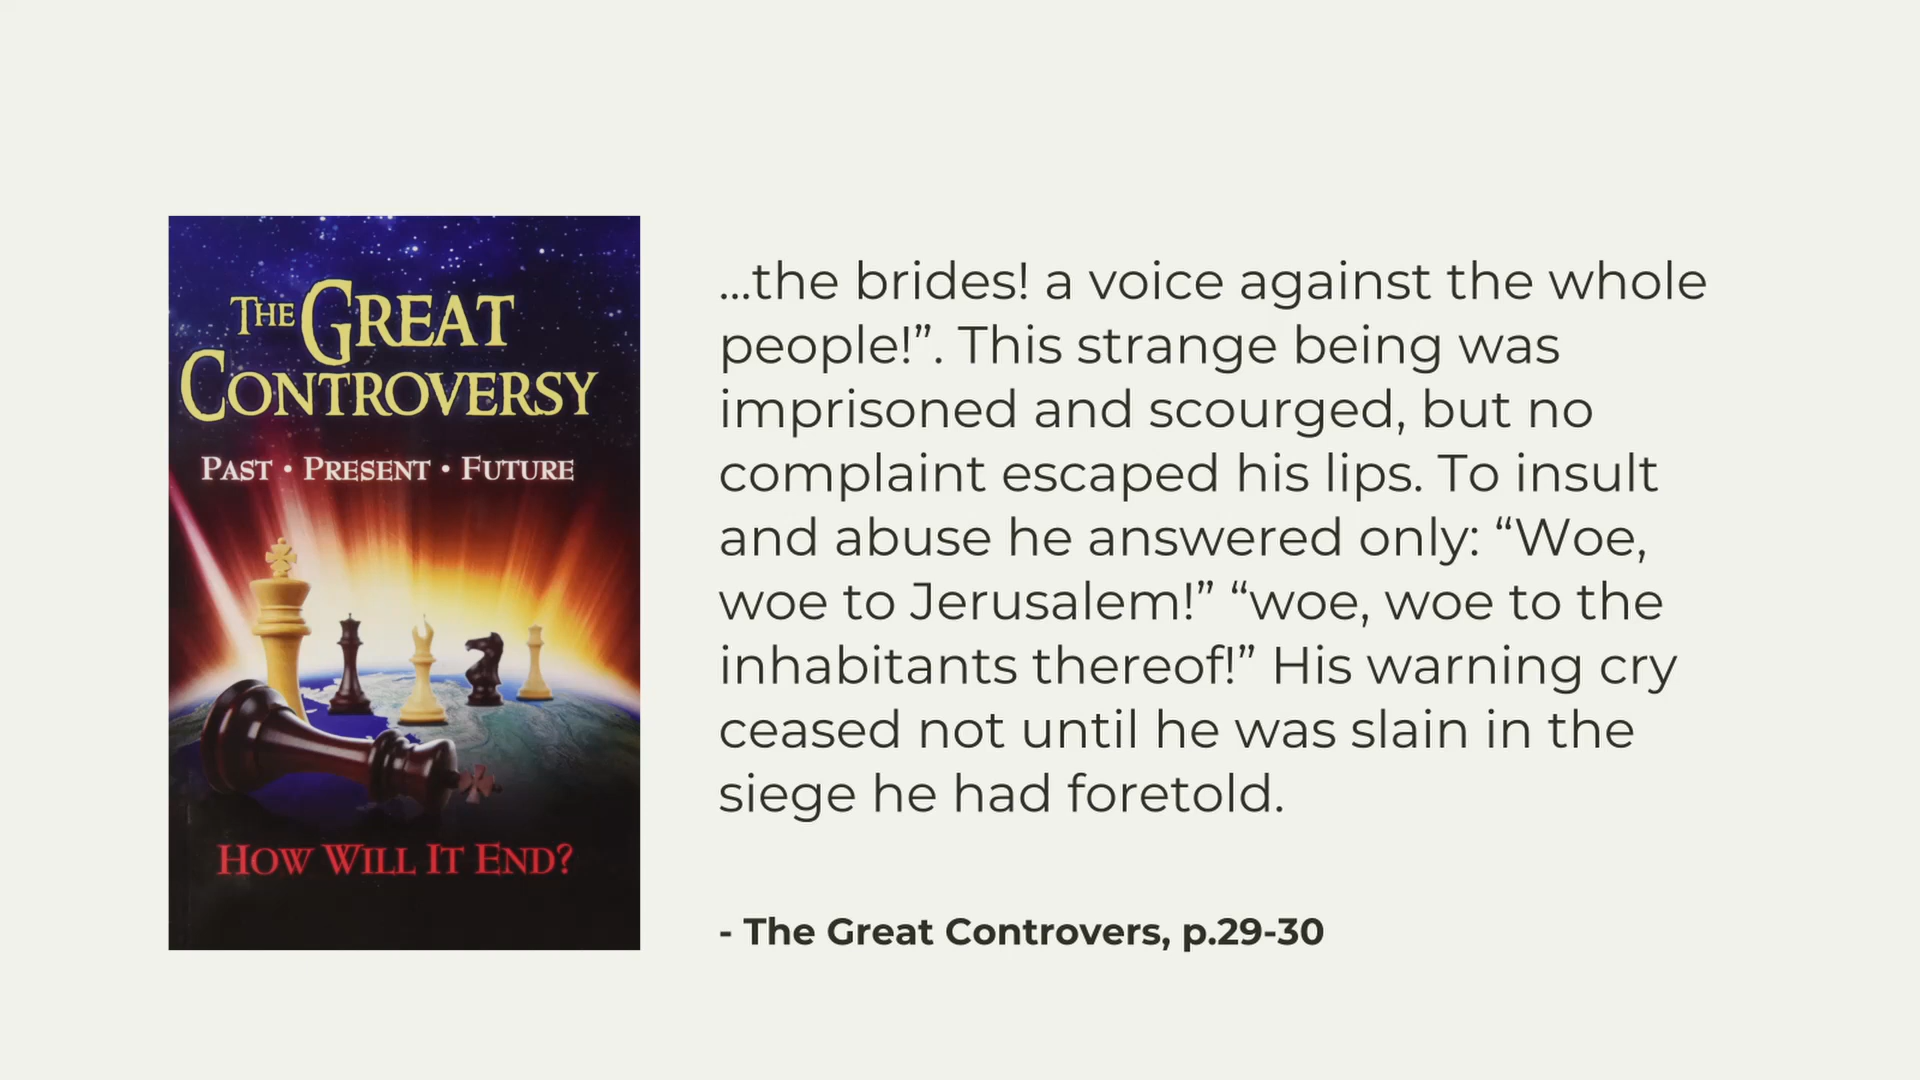 THE GREAT
CONTROVERSY
PAST • PRESENT • FUTURE
HOW WILL IT END?
...the brides! a voice against the whole
people!”. This strange being was
imprisoned and scourged, but no
complaint escaped his lips. To insult
and abuse he answered only: “Woe,
woe to Jerusalem!” “woe, woe to the
inhabitants thereof!” His warning cry
ceased not until he was slain in the
siege he had foretold.
- The Great Controvers, p.29-30